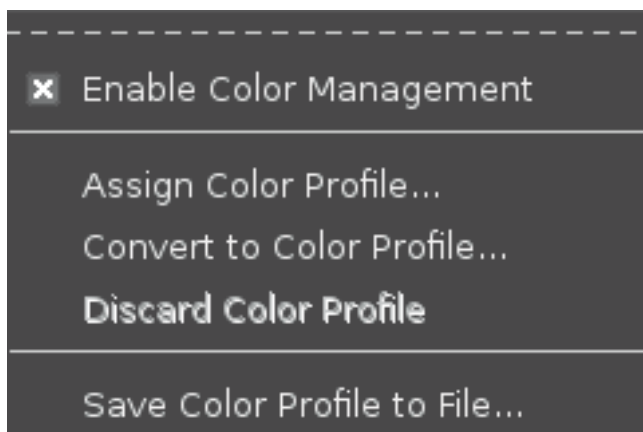 Enable Color Management
Assign Color Profile...
Convert to Color Profile...
Discard Color Profile
Save Color Profile to File...